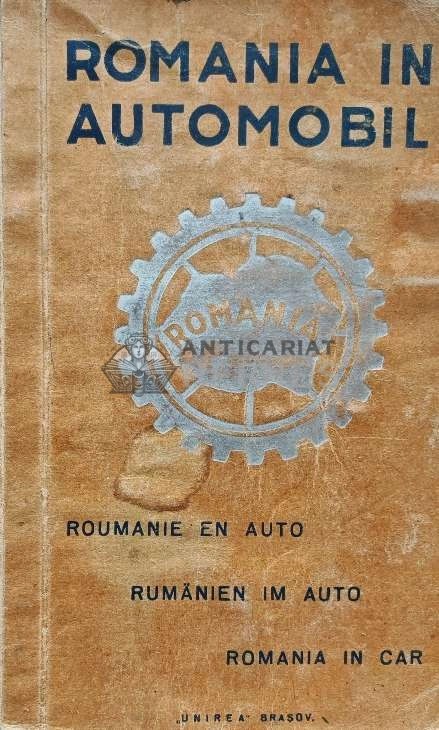 ROMANIA IN
AUTOMOBIL
ROMANIA
ANTICARIAT
ROUMANIE EN AUTO
RUMÄNIEN IM AUTO
ROMANIA IN CAR
„UNIREA" BRAȘOV.